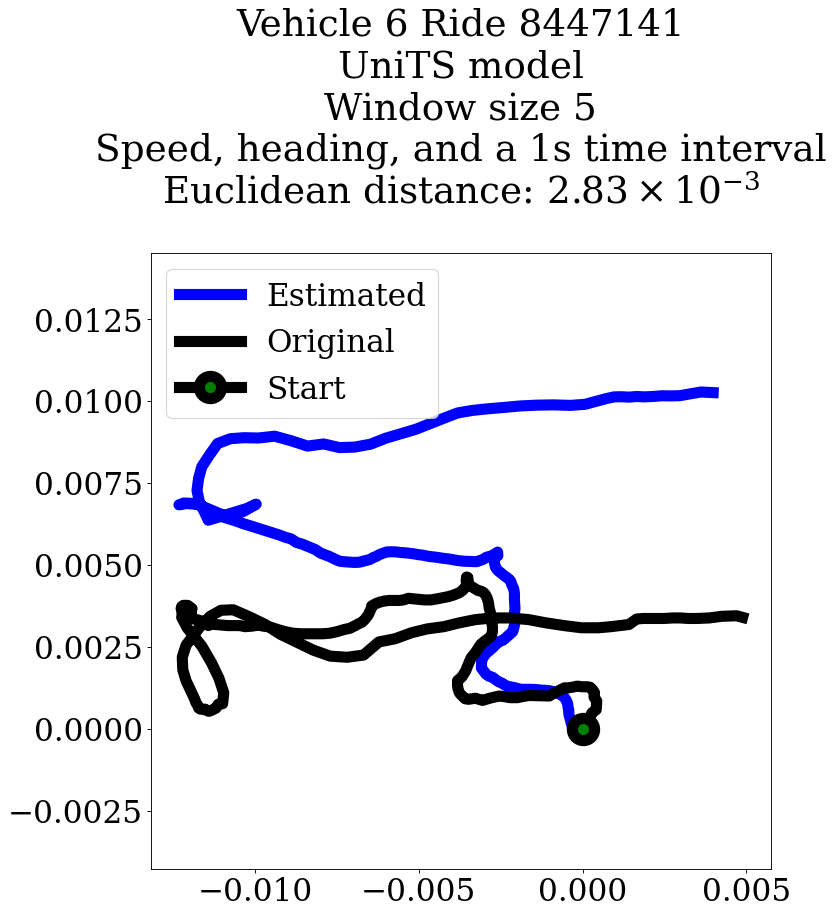 Vehicle 6 Ride 8447141
UniTS model
Window size 5
Speed, heading, and a 1s time interval
Euclidean distance: 2.83 × 10⁻³
Estimated
Original
Start
0.0125
0.0100
0.0075
0.0050
0.0025
0.0000
−0.0025
−0.010
−0.005
0.000
0.005